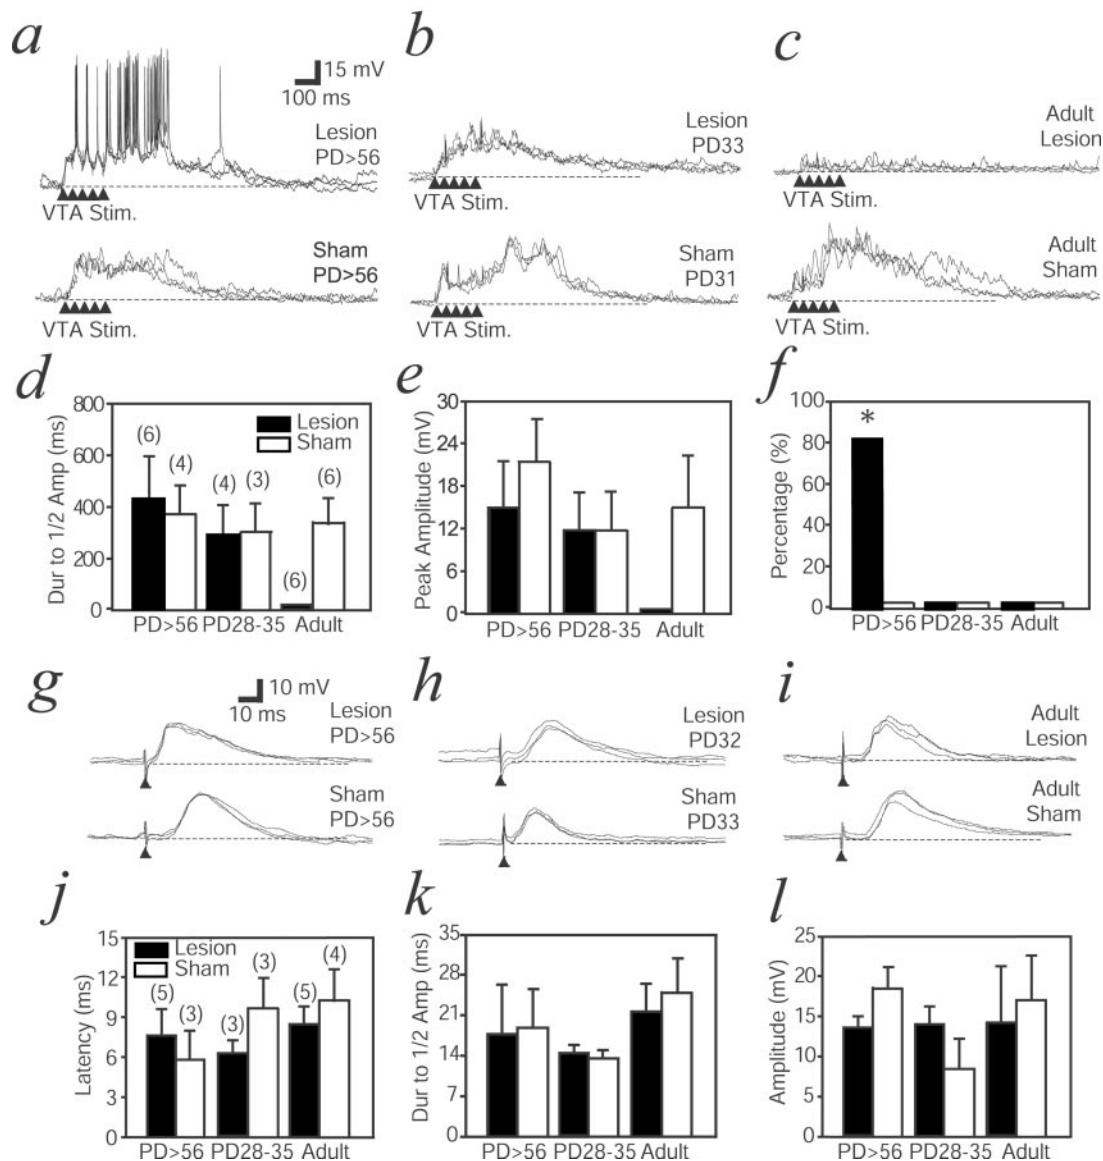 a
15 mV
100 ms
Lesion
PD>56
VTA Stim.
Sham
PD>56
VTA Stim.
b
Lesion
PD33
VTA Stim.
Sham
PD31
VTA Stim.
c
Adult
Lesion
VTA Stim.
Adult
Sham
VTA Stim.
d
Dur to 1/2 Amp (ms)
800
600
400
200
0
Lesion
Sham
(6)
(4)
(4)
(3)
(6)
(6)
PD>56 PD28-35 Adult
e
Peak Amplitude (mV)
30
24
18
12
6
0
PD>56 PD28-35 Adult
f
Percentage (%)
100
80
60
40
20
0
*
PD>56 PD28-35 Adult
g
10 mV
10 ms
Lesion
PD>56
Sham
PD>56
h
Lesion
PD32
Sham
PD33
i
Adult
Lesion
Adult
Sham
j
Latency (ms)
15
12
9
6
3
0
Lesion
Sham
(5)
(3)
(3)
(3)
(5)
(4)
PD>56 PD28-35 Adult
k
Dur to 1/2 Amp (ms)
35
28
21
14
7
0
PD>56 PD28-35 Adult
l
Amplitude (mV)
25
20
15
10
5
0
PD>56 PD28-35 Adult